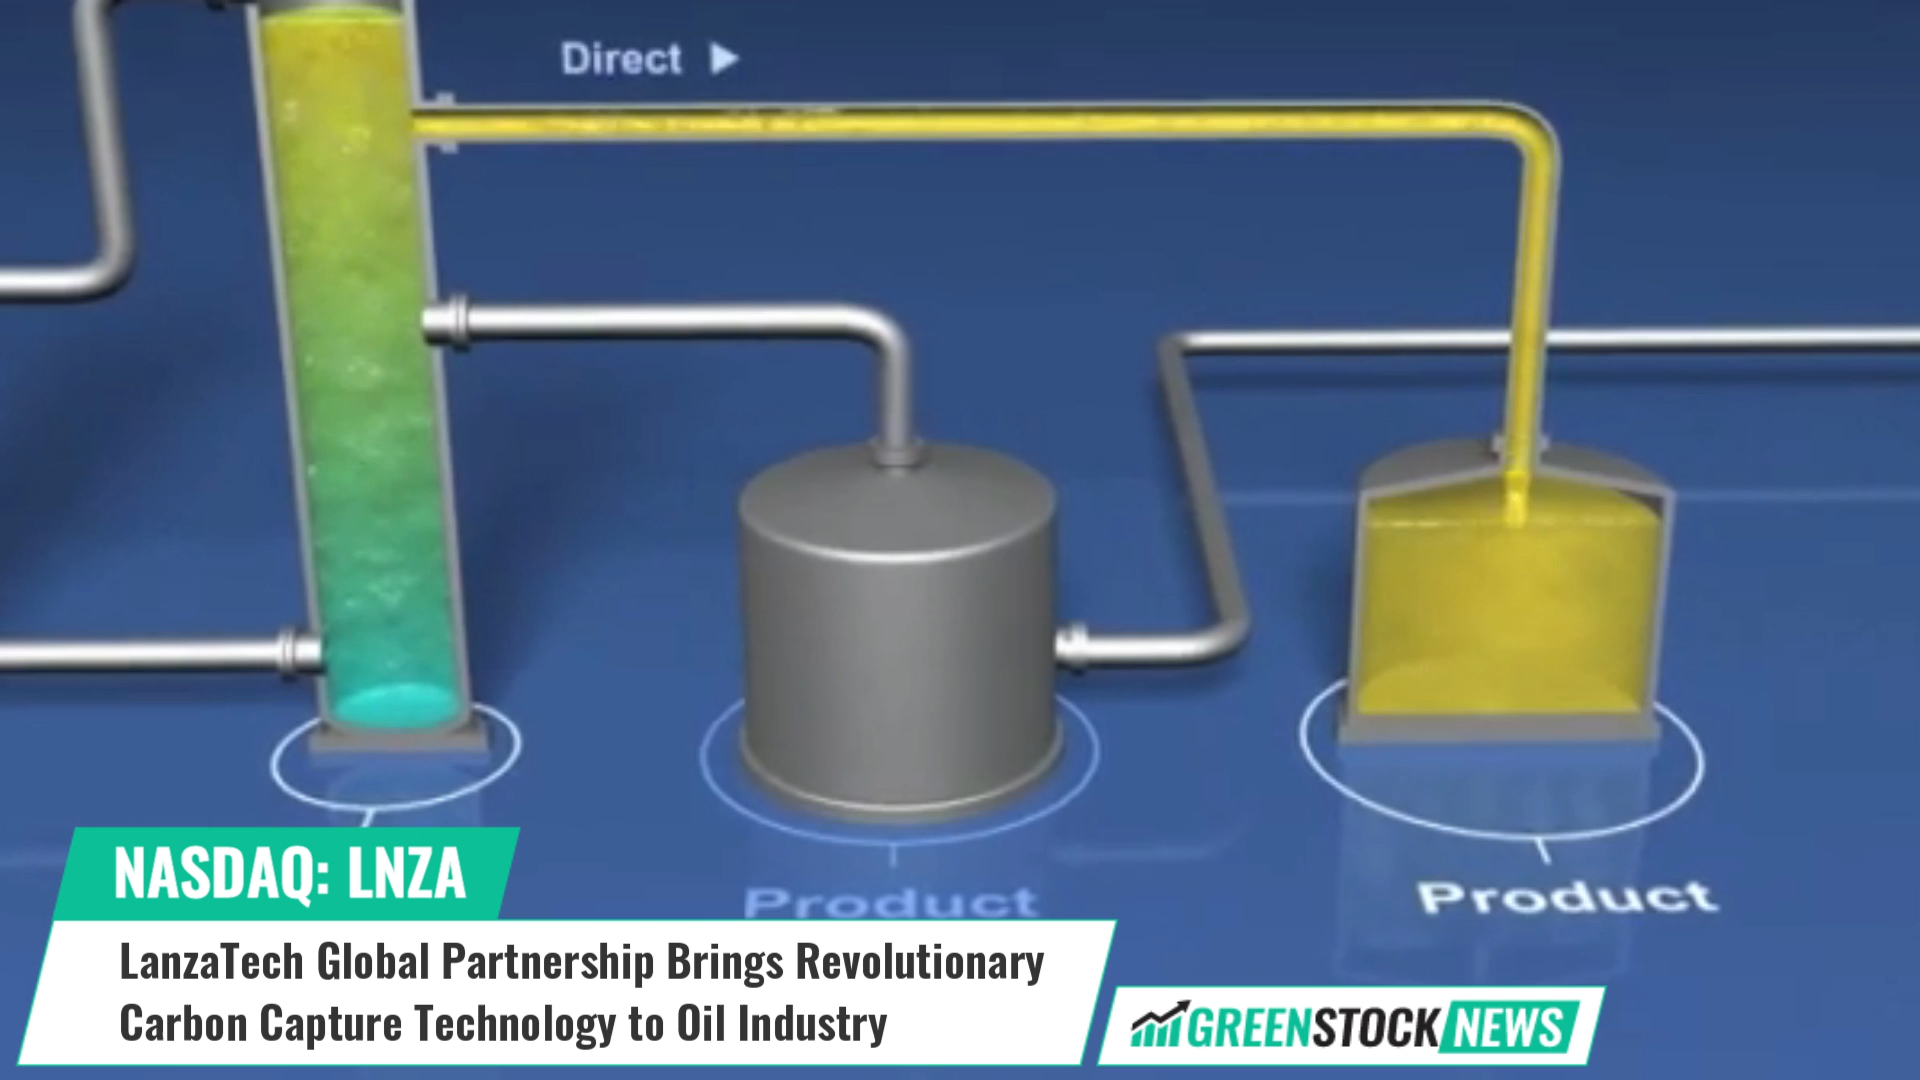 Direct ▶
Product
Product
NASDAQ: LNZA
LanzaTech Global Partnership Brings Revolutionary
Carbon Capture Technology to Oil Industry
GREENSTOCK NEWS